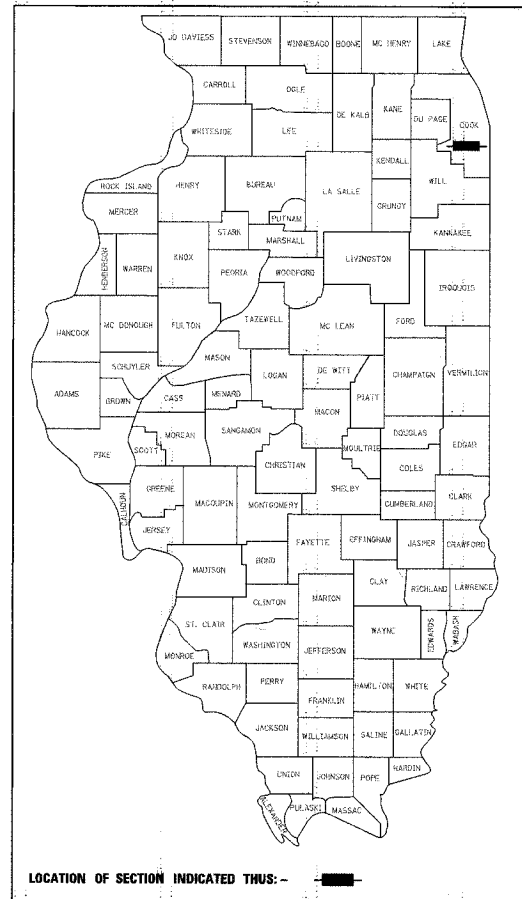 JO DAVIESS STEVENSON WINNEBAGO BOONE MC HENRY LAKE
CARROLL OGLE DE KALB KANE DU PAGE COOK
WHITESIDE LEE KENDALL WILL
ROCK ISLAND HENRY BUREAU LA SALLE GRUNDY
MERCER PUTNAM KANNAKEE
STARK MARSHALL
HENDERSON WARREN KNOX PEORIA WOODFORD LIVINGSTON IROQUOIS
HANCOCK MC DONOUGH FULTON TAZEWELL MC LEAN FORD
MASON
SCHUYLER LOGAN DE WITT CHAMPAIGN VERMILION
ADAMS BROWN CASS MENARD MACON PIATT
MORGAN SANGAMON DOUGLAS
PIKE SCOTT CHRISTIAN MOULTRIE COLES EDGAR
GREENE SHELBY
CALHOUN MACOUPIN MONTGOMERY CUMBERLAND CLARK
JERSEY FAYETTE EFFINGHAM JASPER CRAWFORD
MADISON BOND CLAY
CLINTON MARION RICHLAND LAWRENCE
ST. CLAIR WAYNE EDWARDS WABASH
MONROE WASHINGTON JEFFERSON
RANDOLPH PERRY HAMILTON WHITE
FRANKLIN
JACKSON WILLIAMSON SALINE GALLATIN
UNION JOHNSON POPE HARDIN
ALEXANDER PULASKI MASSAC
LOCATION OF SECTION INDICATED THUS: -